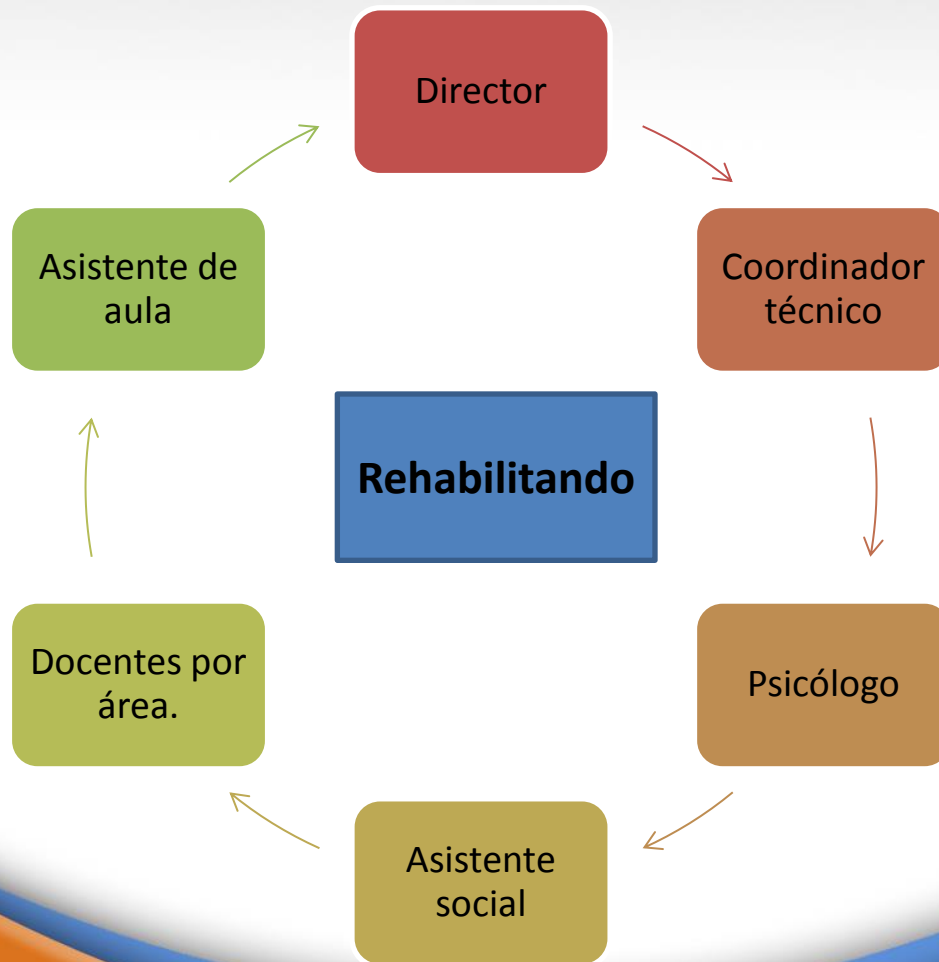 Director
Coordinador
técnico
Psicólogo
Asistente
social
Docentes por
área.
Asistente de
aula
Rehabilitando